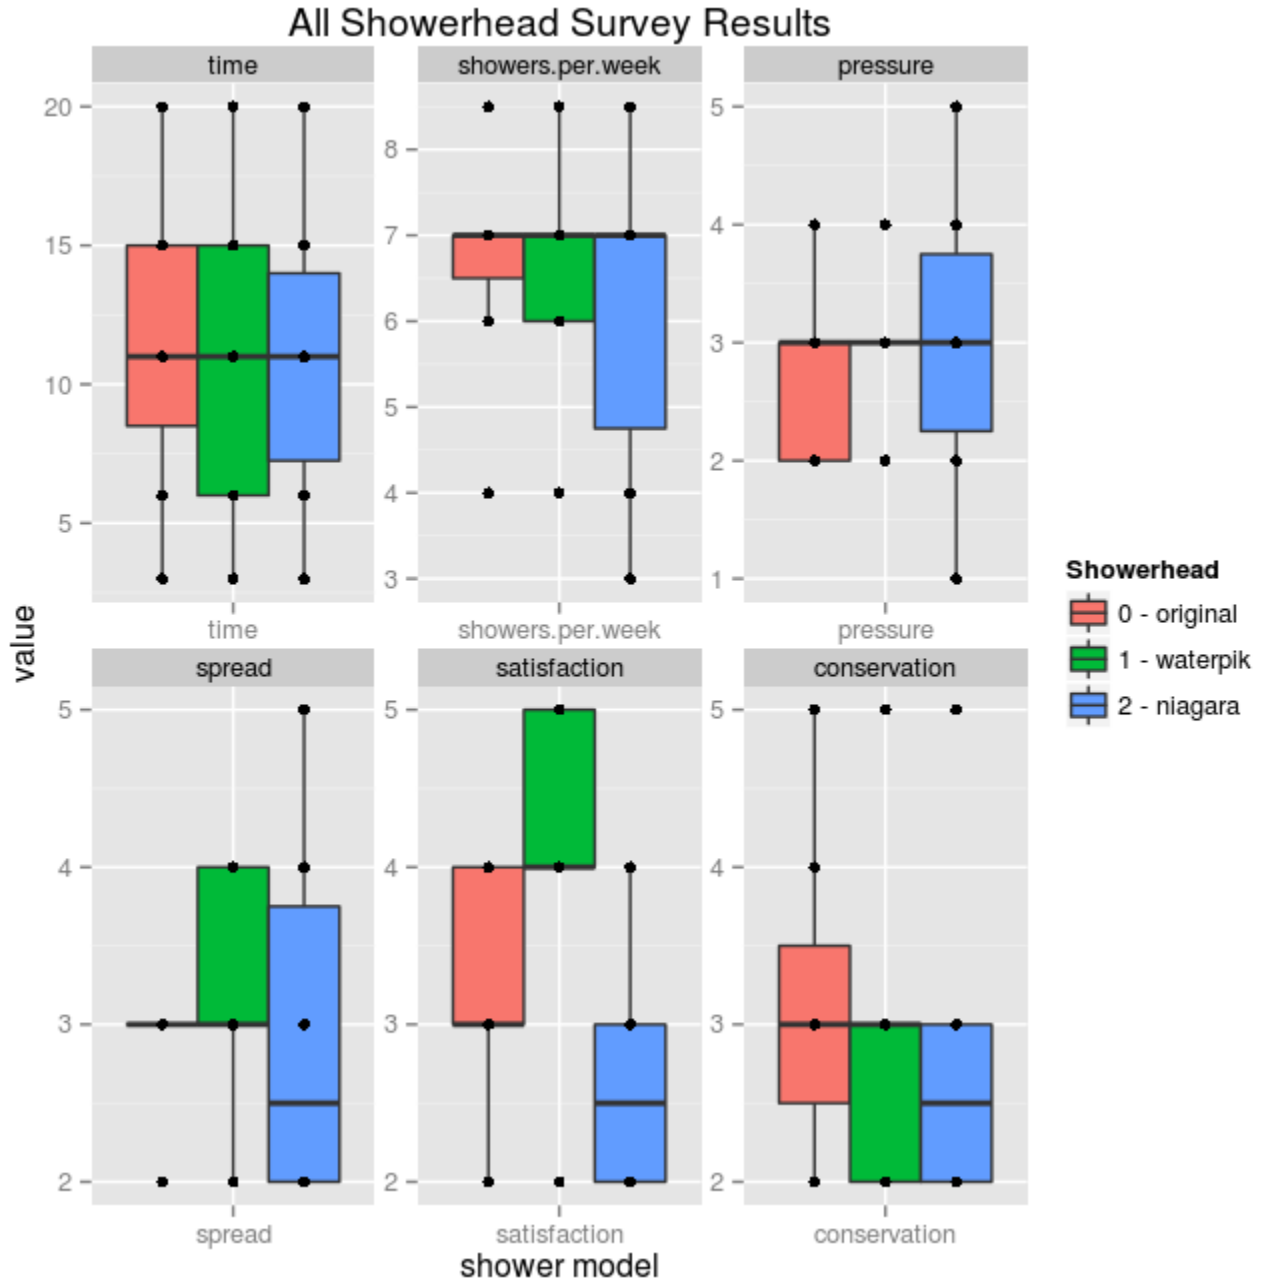 All Showerhead Survey Results
time
showers.per.week
pressure
20
15
10
5
8
7
6
5
4
3
5
4
3
2
1
time
showers.per.week
pressure
value
spread
satisfaction
conservation
5
4
3
2
5
4
3
2
5
4
3
2
spread
satisfaction
conservation
shower model
Showerhead
0 - original
1 - waterpik
2 - niagara